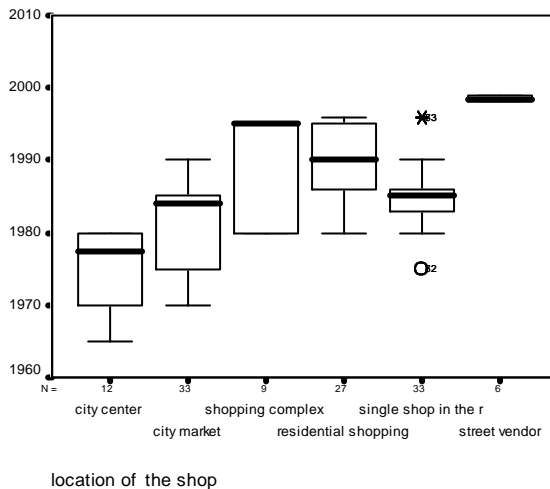 2010
2000
1990
1980
1970
1960
N = 12 33 9 27 33 6
city center shopping complex single shop in the r
city market residential shopping street vendor
location of the shop